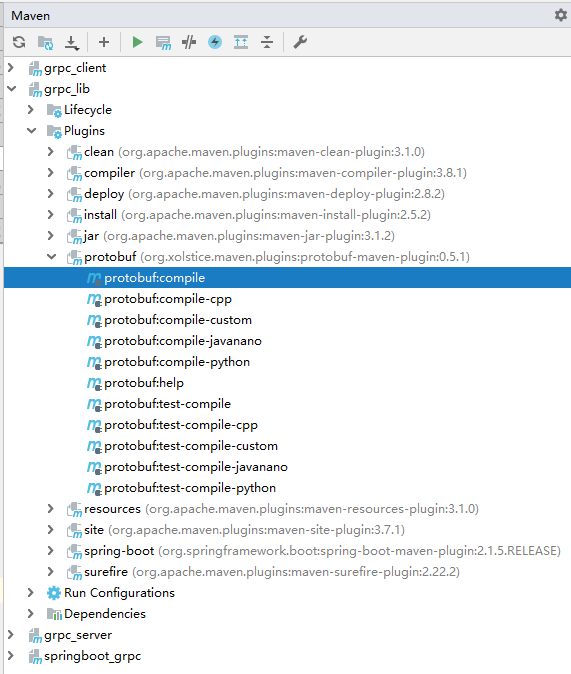 Maven
grpc_client
grpc_lib
Lifecycle
Plugins
clean (org.apache.maven.plugins:maven-clean-plugin:3.1.0)
compiler (org.apache.maven.plugins:maven-compiler-plugin:3.8.1)
deploy (org.apache.maven.plugins:maven-deploy-plugin:2.8.2)
install (org.apache.maven.plugins:maven-install-plugin:2.5.2)
jar (org.apache.maven.plugins:maven-jar-plugin:3.1.2)
protobuf (org.xolstice.maven.plugins:protobuf-maven-plugin:0.5.1)
protobuf:compile
protobuf:compile-cpp
protobuf:compile-custom
protobuf:compile-javanano
protobuf:compile-python
protobuf:help
protobuf:test-compile
protobuf:test-compile-cpp
protobuf:test-compile-custom
protobuf:test-compile-javanano
protobuf:test-compile-python
resources (org.apache.maven.plugins:maven-resources-plugin:3.1.0)
site (org.apache.maven.plugins:maven-site-plugin:3.7.1)
spring-boot (org.springframework.boot:spring-boot-maven-plugin:2.1.5.RELEASE)
surefire (org.apache.maven.plugins:maven-surefire-plugin:2.22.2)
Run Configurations
Dependencies
grpc_server
springboot_grpc